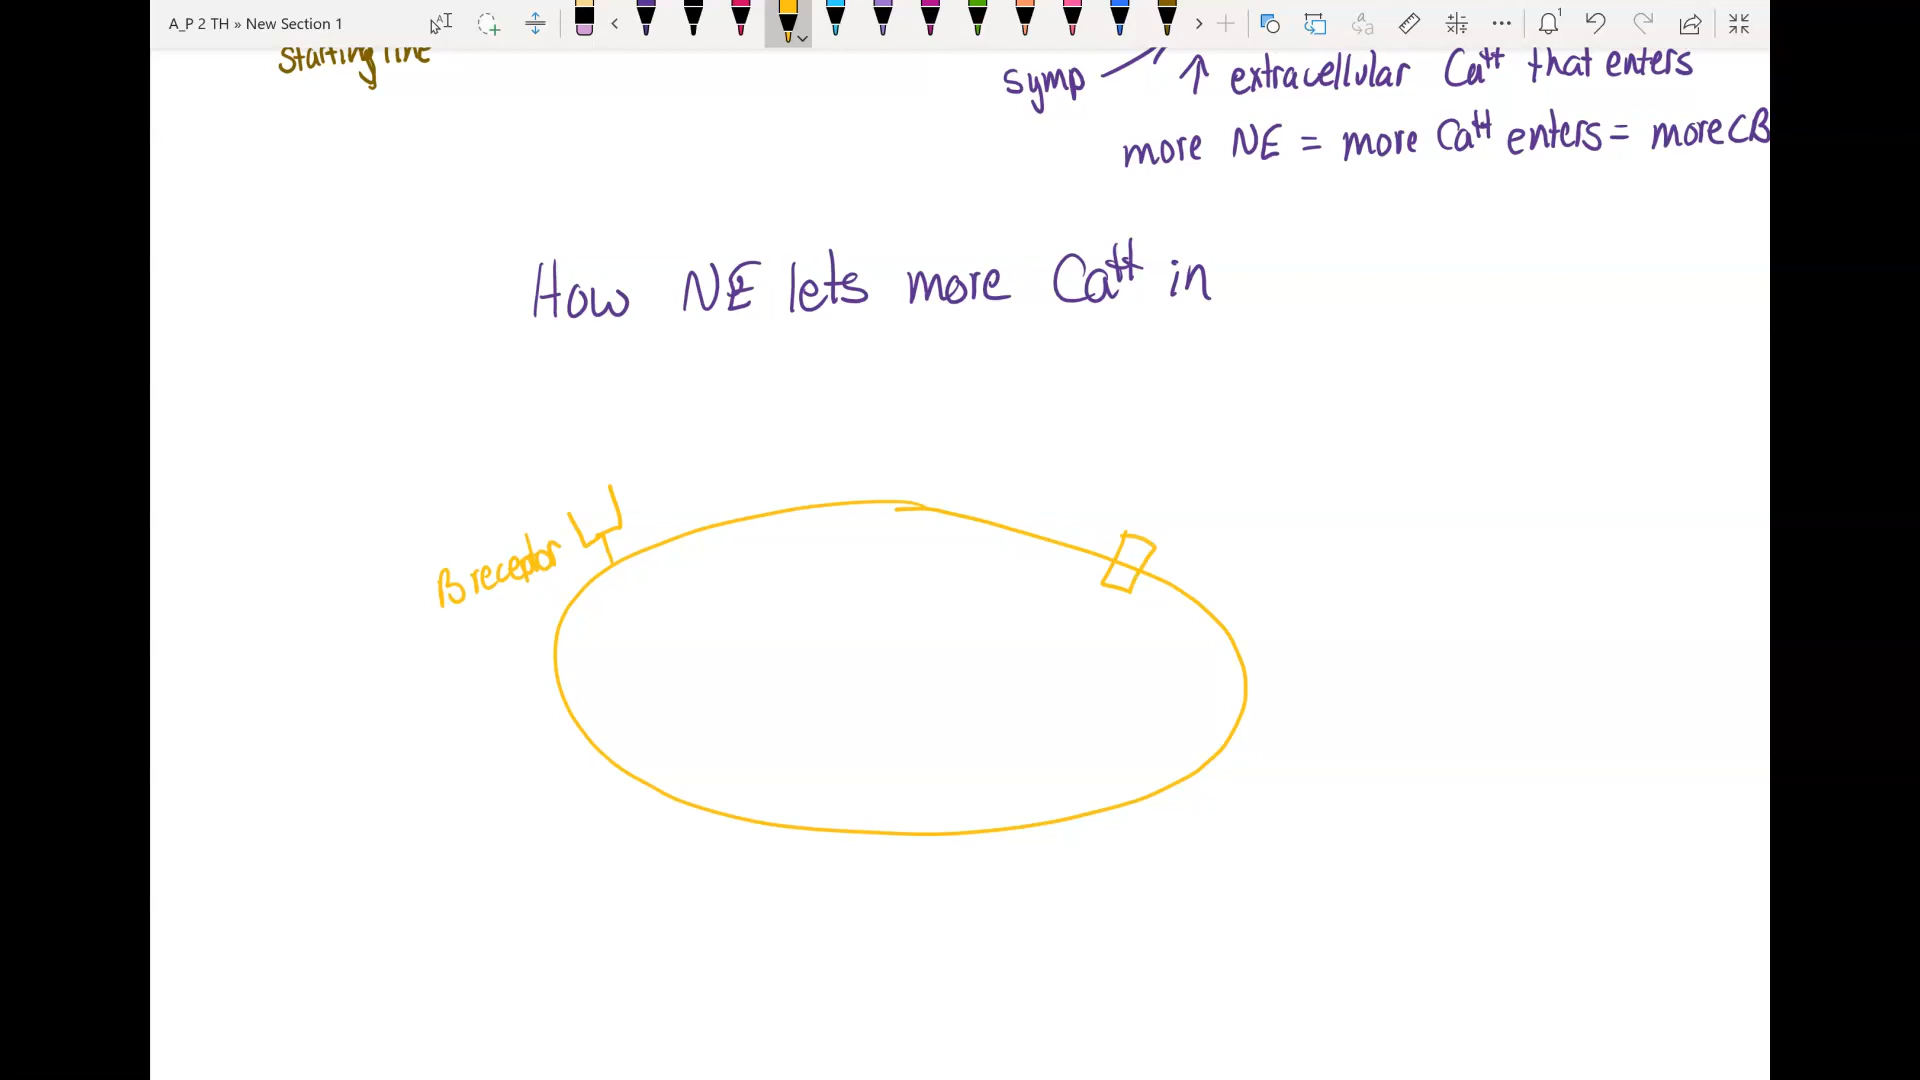 A_P 2 TH » New Section 1
starting line
symp ↑ extracellular Ca++ that enters
more NE = more Ca++ enters = more CB
How NE lets more Ca++ in
B receptor